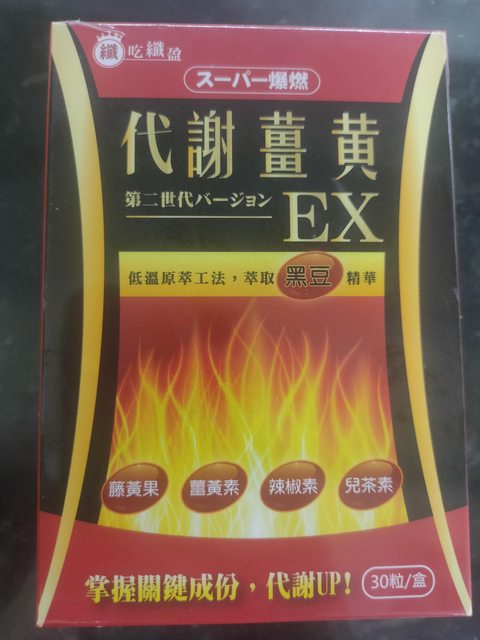 纖 吃纖盈
スーパー爆燃
代謝薑黃
第二世代バージョン
EX
低溫原萃工法，萃取 黑豆 精華
藤黃果 薑黃素 辣椒素 兒茶素
掌握關鍵成份，代謝UP!
30粒/盒